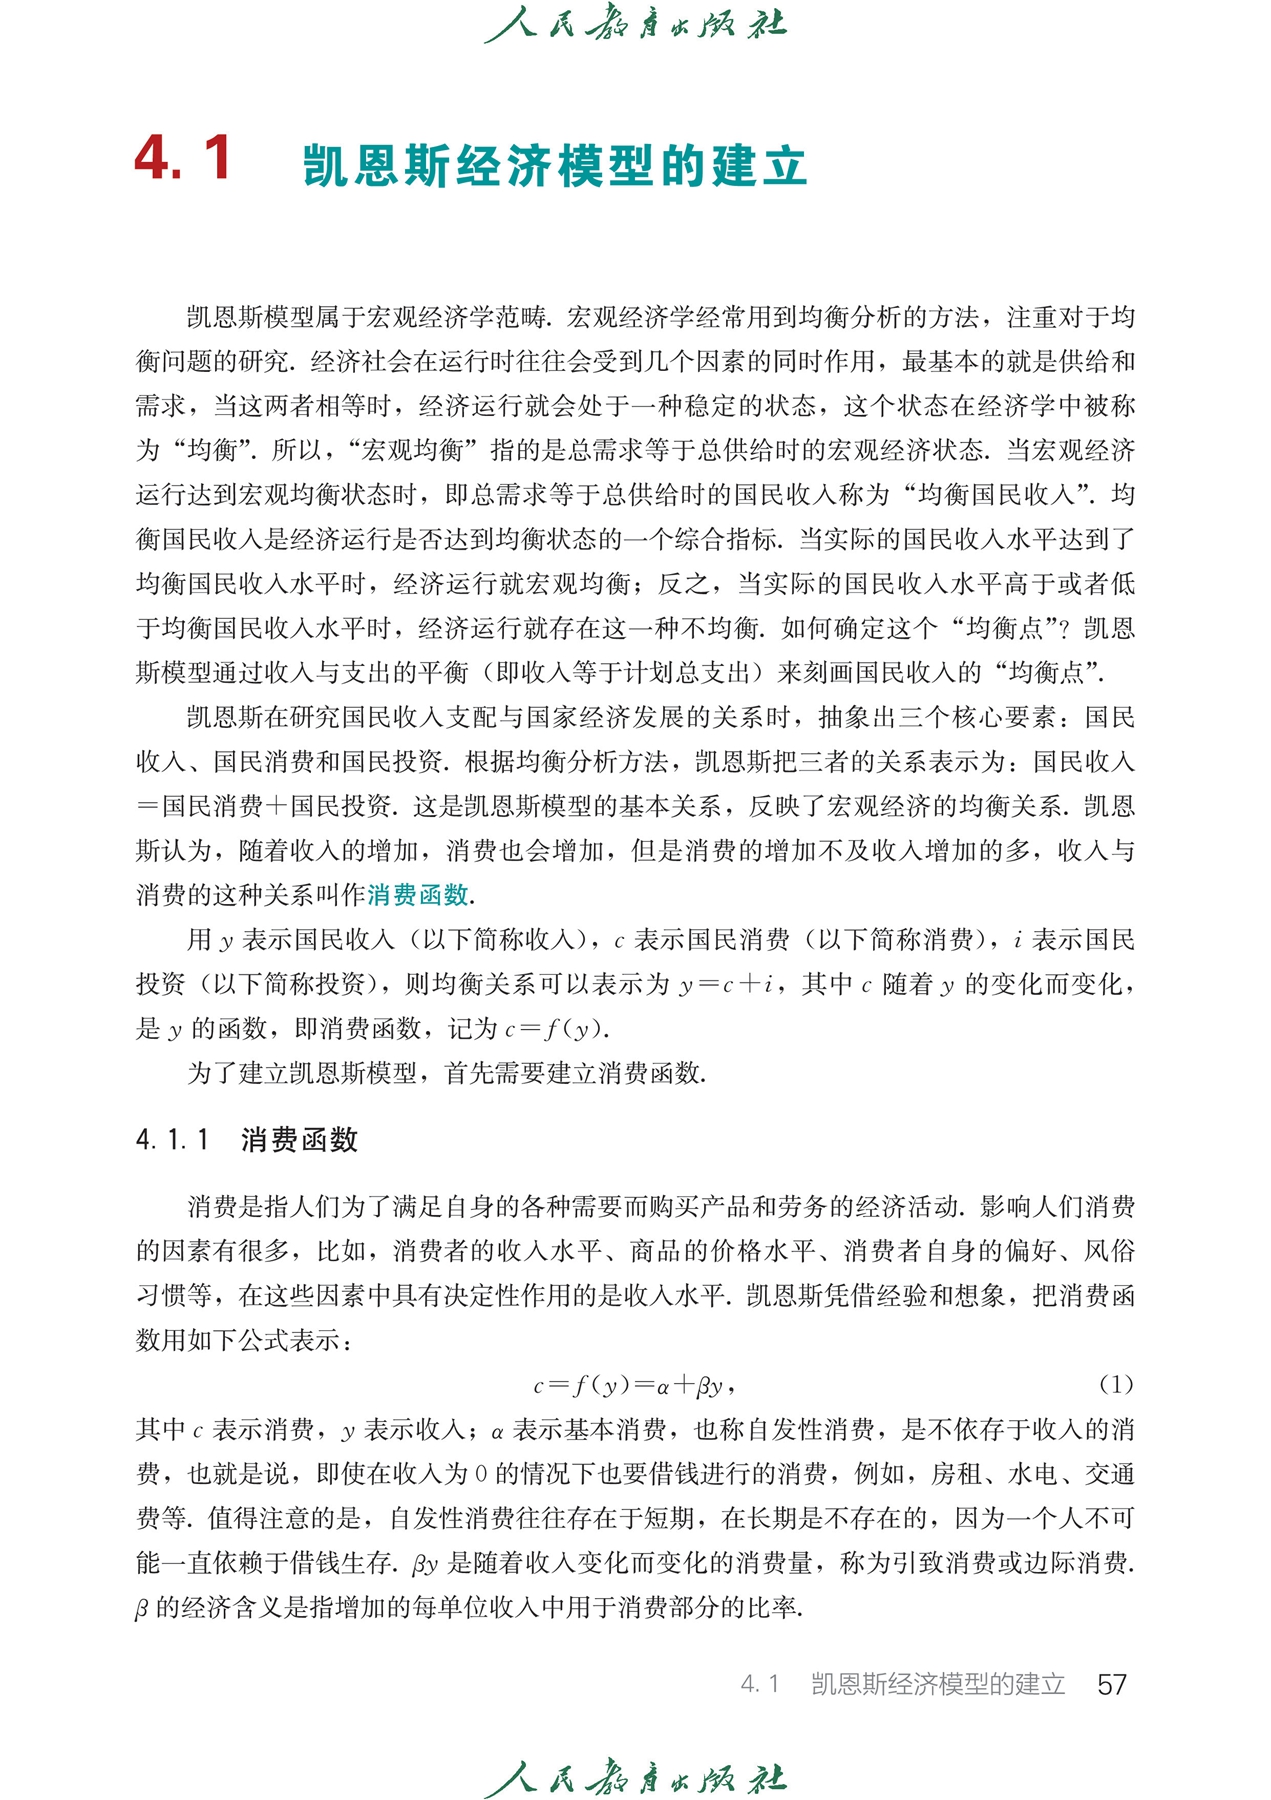 人民教育出版社
4.1 凯恩斯经济模型的建立
凯恩斯模型属于宏观经济学范畴. 宏观经济学经常用到均衡分析的方法，注重对于均
衡问题的研究. 经济社会在运行时往往会受到几个因素的同时作用，最基本的就是供给和
需求，当这两者相等时，经济运行就会处于一种稳定的状态，这个状态在经济学中被称
为“均衡”. 所以，“宏观均衡”指的是总需求等于总供给时的宏观经济状态. 当宏观经济
运行达到宏观均衡状态时，即总需求等于总供给时的国民收入称为“均衡国民收入”. 均
衡国民收入是经济运行是否达到均衡状态的一个综合指标. 当实际的国民收入水平达到了
均衡国民收入水平时，经济运行就宏观均衡；反之，当实际的国民收入水平高于或者低
于均衡国民收入水平时，经济运行就存在这一种不均衡. 如何确定这个“均衡点”？凯恩
斯模型通过收入与支出的平衡（即收入等于计划总支出）来刻画国民收入的“均衡点”.
凯恩斯在研究国民收入支配与国家经济发展的关系时，抽象出三个核心要素：国民
收入、国民消费和国民投资. 根据均衡分析方法，凯恩斯把三者的关系表示为：国民收入
＝国民消费＋国民投资. 这是凯恩斯模型的基本关系，反映了宏观经济的均衡关系. 凯恩
斯认为，随着收入的增加，消费也会增加，但是消费的增加不及收入增加的多，收入与
消费的这种关系叫作消费函数.
用 y 表示国民收入（以下简称收入），c 表示国民消费（以下简称消费），i 表示国民
投资（以下简称投资），则均衡关系可以表示为 y＝c＋i，其中 c 随着 y 的变化而变化，
是 y 的函数，即消费函数，记为 c＝f(y).
为了建立凯恩斯模型，首先需要建立消费函数.
4.1.1 消费函数
消费是指人们为了满足自身的各种需要而购买产品和劳务的经济活动. 影响人们消费
的因素有很多，比如，消费者的收入水平、商品的价格水平、消费者自身的偏好、风俗
习惯等，在这些因素中具有决定性作用的是收入水平. 凯恩斯凭借经验和想象，把消费函
数用如下公式表示：
c＝f(y)＝α＋βy， (1)
其中 c 表示消费，y 表示收入；α 表示基本消费，也称自发性消费，是不依存于收入的消
费，也就是说，即使在收入为 0 的情况下也要借钱进行的消费，例如，房租、水电、交通
费等. 值得注意的是，自发性消费往往存在于短期，在长期是不存在的，因为一个人不可
能一直依赖于借钱生存. βy 是随着收入变化而变化的消费量，称为引致消费或边际消费.
β 的经济含义是指增加的每单位收入中用于消费部分的比率.
4.1 凯恩斯经济模型的建立 57
人民教育出版社